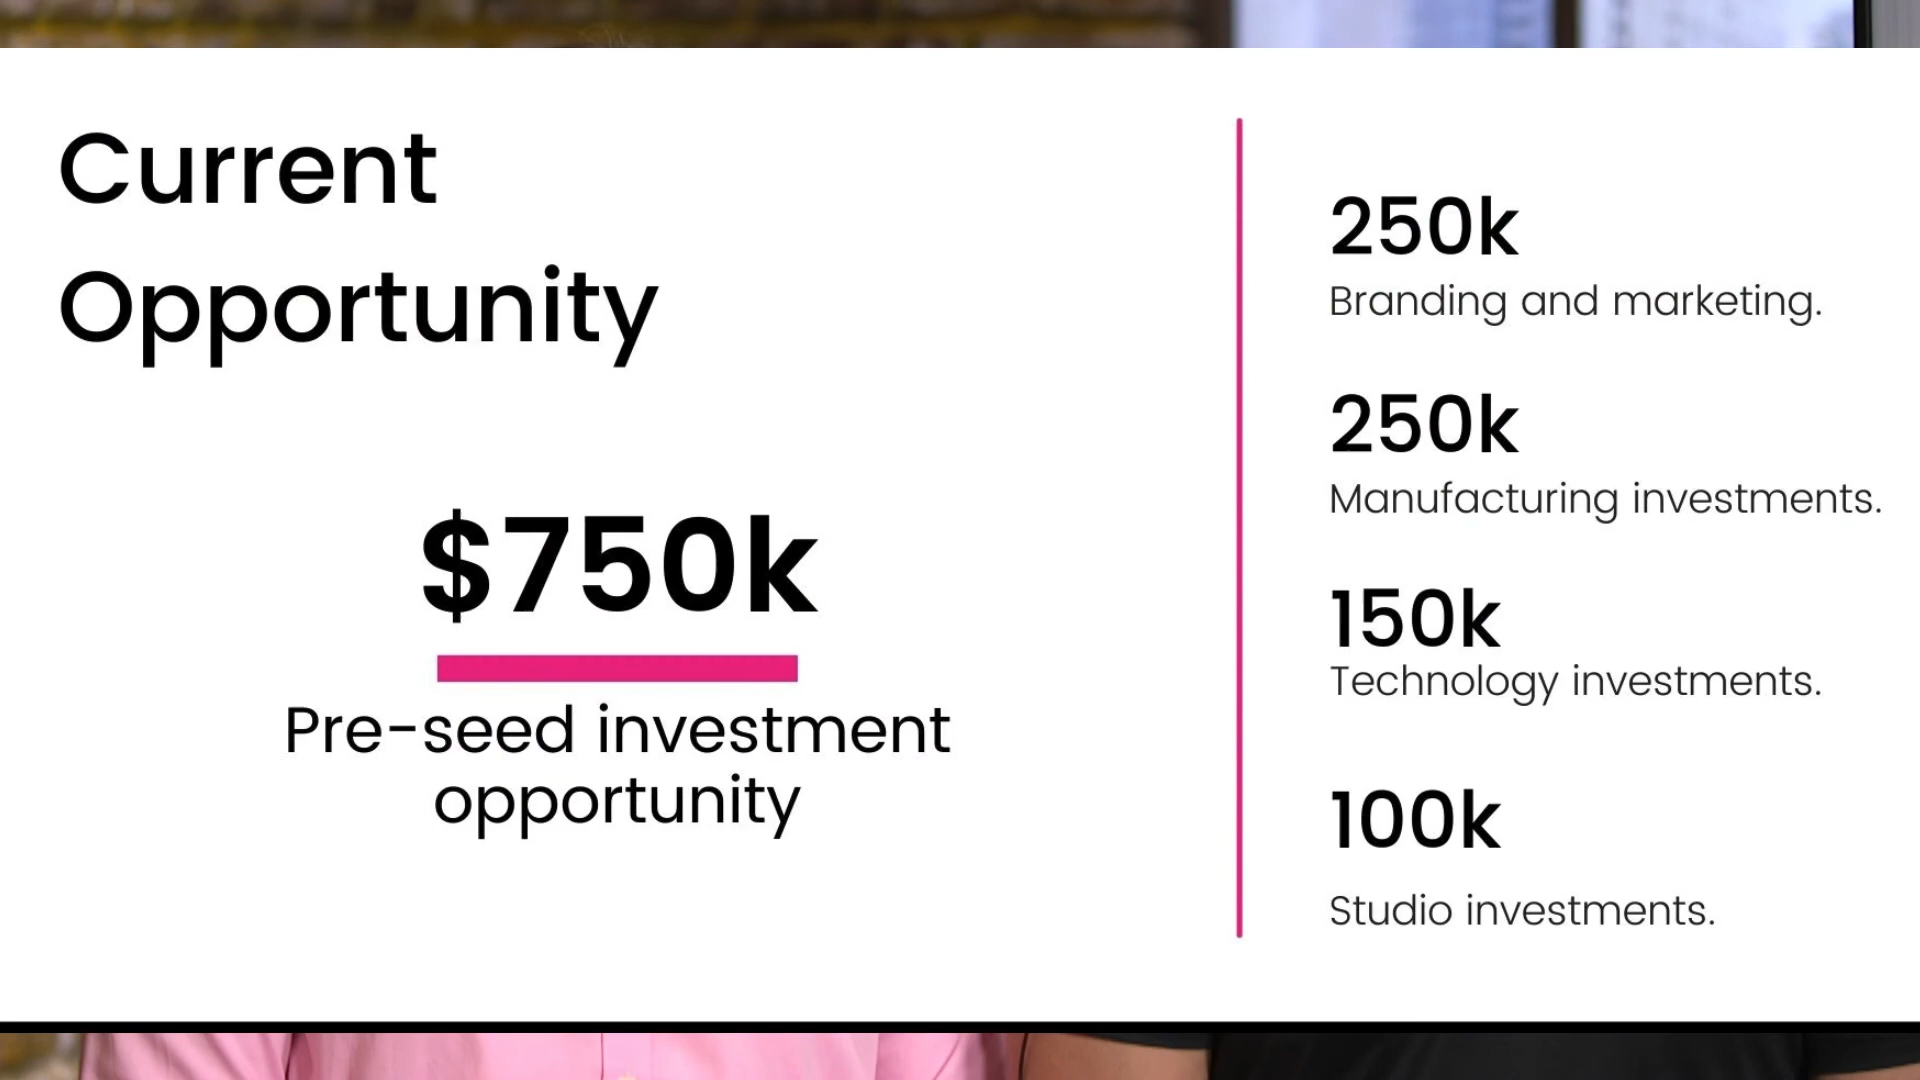 Current
Opportunity
$750k
Pre-seed investment
opportunity
250k
Branding and marketing.
250k
Manufacturing investments.
150k
Technology investments.
100k
Studio investments.